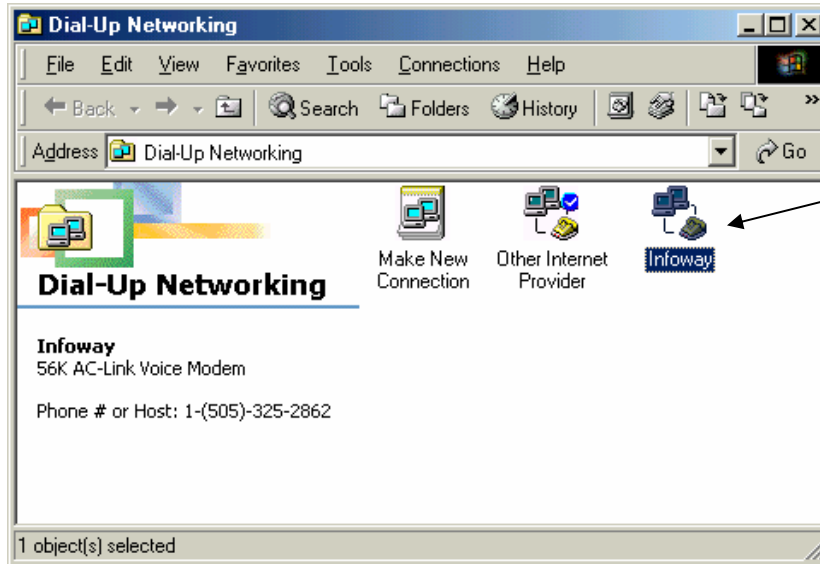 Dial-Up Networking
File Edit View Favorites Tools Connections Help
Back Search Folders History »
Address Dial-Up Networking Go
Make New Connection
Other Internet Provider
Infoway
Dial-Up Networking
Infoway
56K AC-Link Voice Modem
Phone # or Host: 1-(505)-325-2862
1 object(s) selected